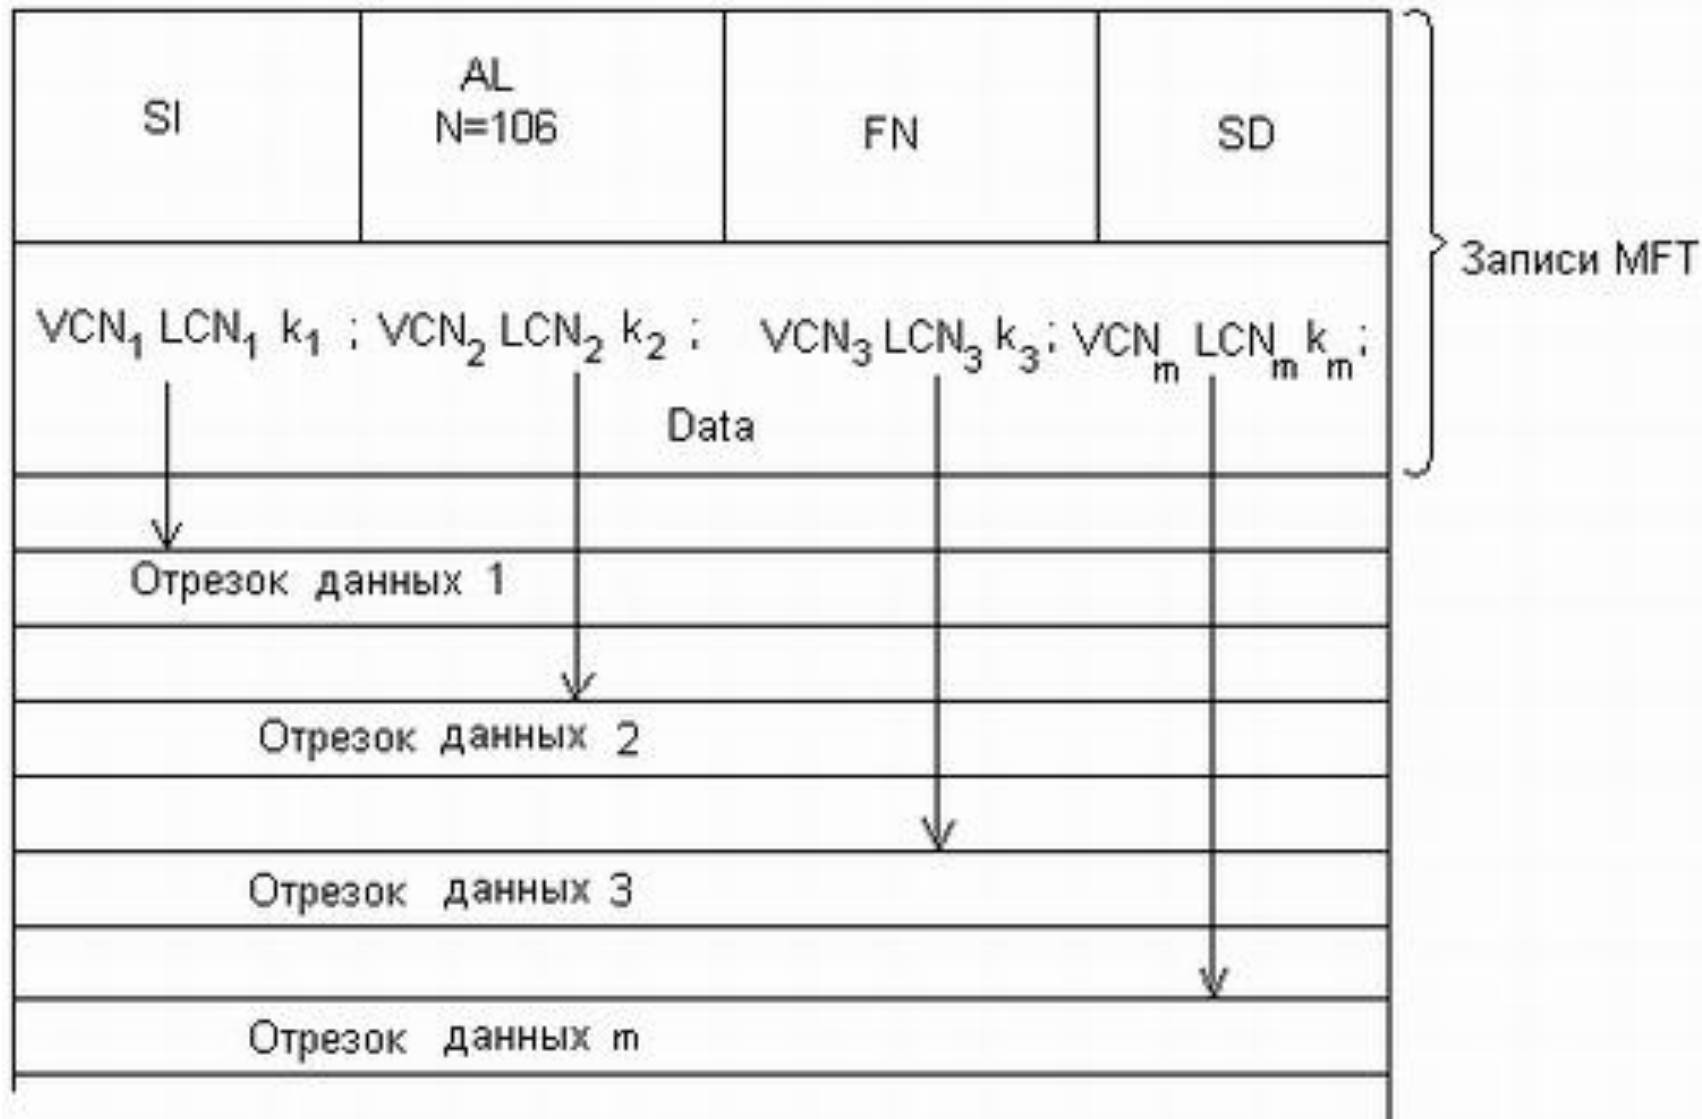 SI
AL
N=106
FN
SD
Записи MFT
VCN₁ LCN₁ k₁ ; VCN₂ LCN₂ k₂ ; VCN₃ LCN₃ k₃; VCNₘ LCNₘ kₘ;
Data
Отрезок данных 1
Отрезок данных 2
Отрезок данных 3
Отрезок данных m